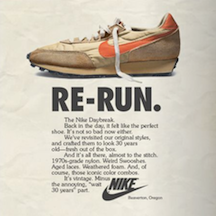 RE-RUN.
The Nike Daybreak.
Back in the day, it felt like the perfect
shoe. It's not so bad now either.
We've revisited our original styles,
and crafted them to look 30 years
old—fresh out of the box.
And it's all there, almost to the stitch.
1970s-grade nylon. Weird Swooshes.
Aged laces. Weathered foam. And, of
course, those iconic color combos
It's vintage. Minus
the annoying, "wait
30 years" part.
NIKE
Beaverton, Oregon